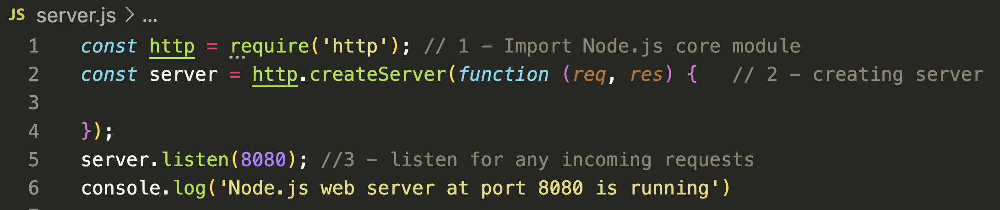 JS server.js > ...
1 const http = require('http'); // 1 – Import Node.js core module
2 const server = http.createServer(function (req, res) {   // 2 – creating server
3
4 });
5 server.listen(8080); //3 – listen for any incoming requests
6 console.log('Node.js web server at port 8080 is running')